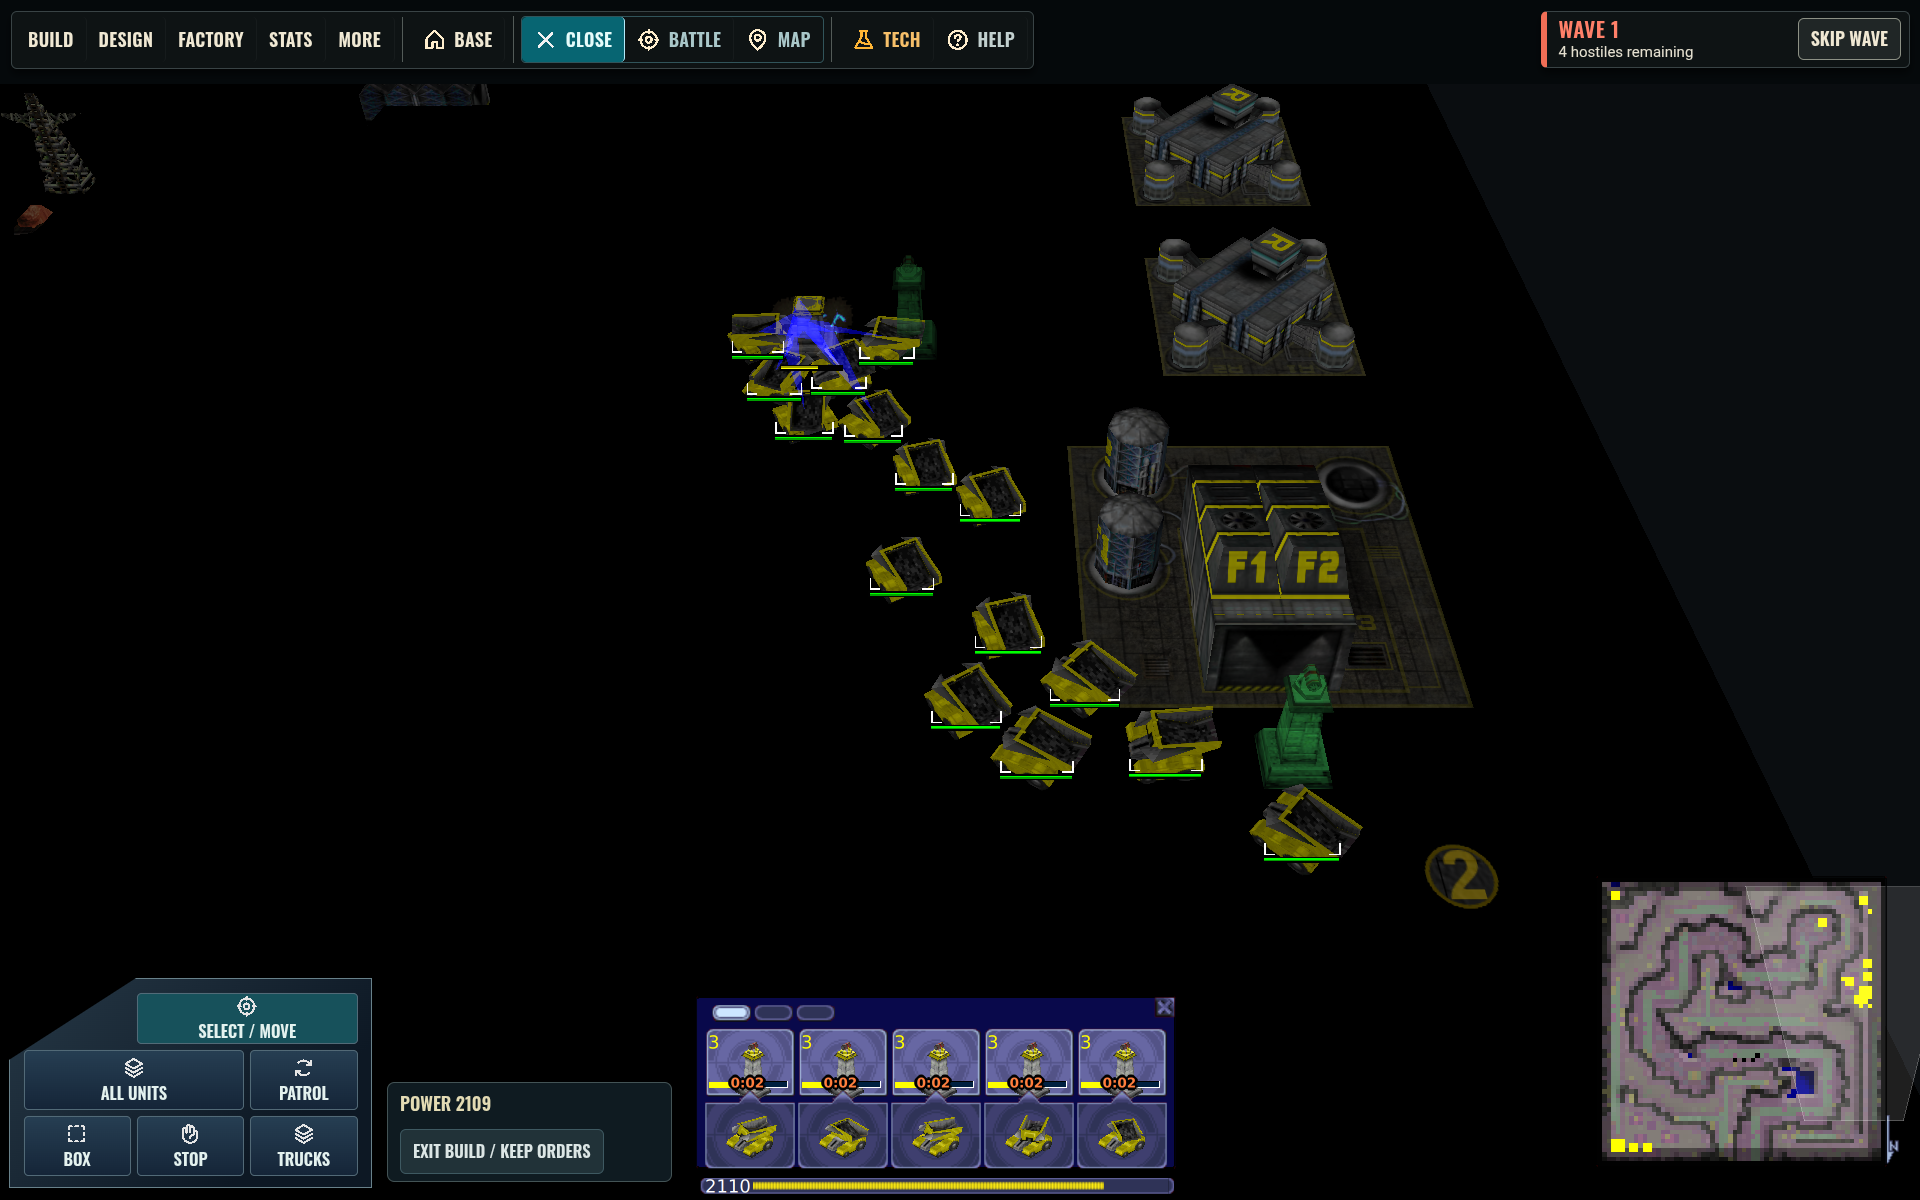 BUILD DESIGN FACTORY STATS MORE BASE CLOSE BATTLE MAP TECH HELP
WAVE 1
4 hostiles remaining
SKIP WAVE
R
R
F1 F2
1
3
2
SELECT / MOVE
ALL UNITS PATROL
BOX STOP TRUCKS
POWER 2109
EXIT BUILD / KEEP ORDERS
3 3 3 3 3
0:02 0:02 0:02 0:02 0:02
2110
N